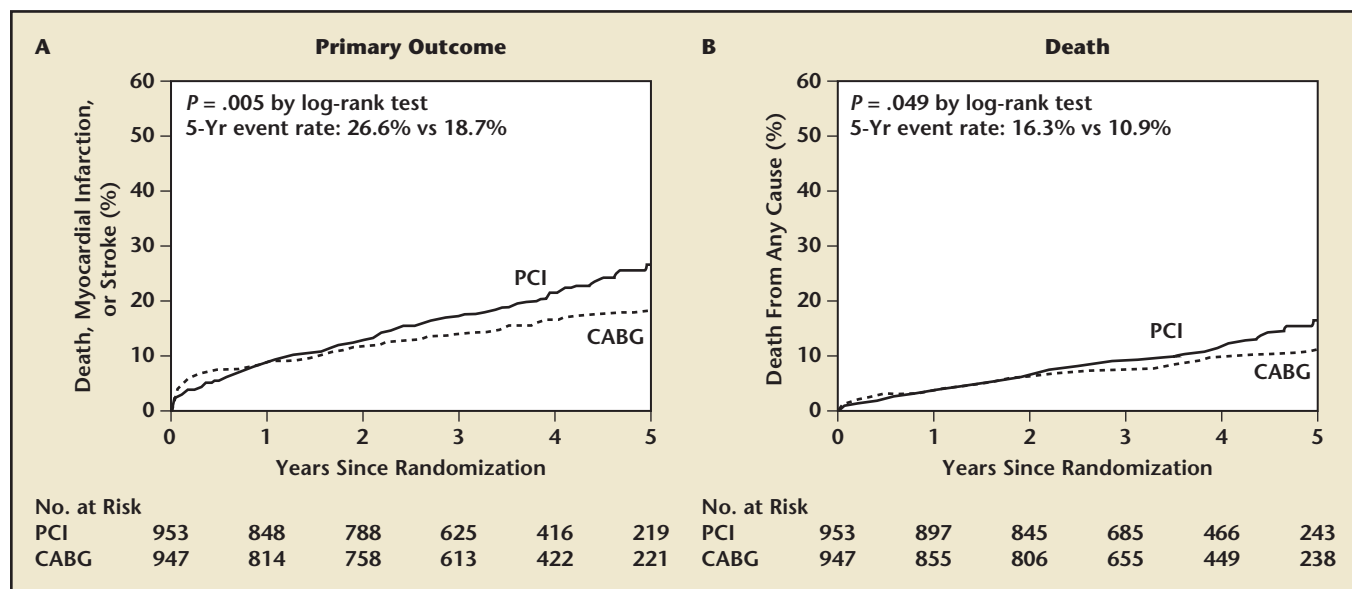 A
Primary Outcome
Death, Myocardial Infarction,
or Stroke (%)
60
50
40
30
20
10
0
P = .005 by log-rank test
5-Yr event rate: 26.6% vs 18.7%
PCI
CABG
0 1 2 3 4 5
Years Since Randomization
No. at Risk
PCI 953 848 788 625 416 219
CABG 947 814 758 613 422 221
B
Death
Death From Any Cause (%)
60
50
40
30
20
10
0
P = .049 by log-rank test
5-Yr event rate: 16.3% vs 10.9%
PCI
CABG
0 1 2 3 4 5
Years Since Randomization
No. at Risk
PCI 953 897 845 685 466 243
CABG 947 855 806 655 449 238